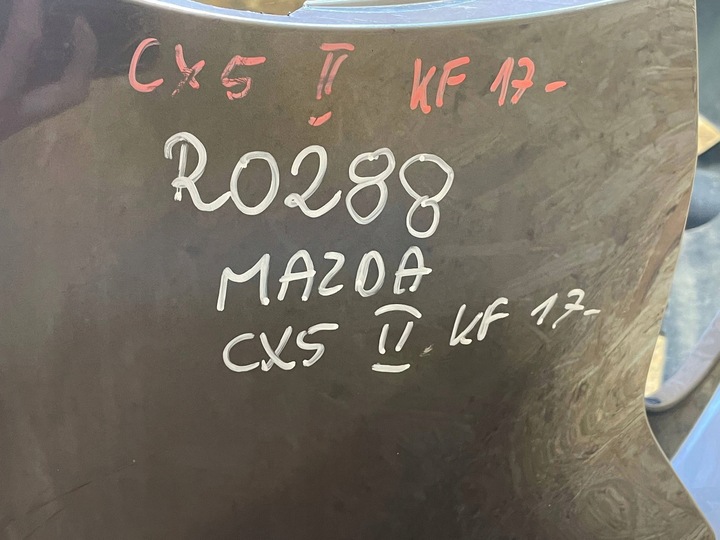 CX5 II KF 17-
R0288
MAZDA
CX5 II KF 17-